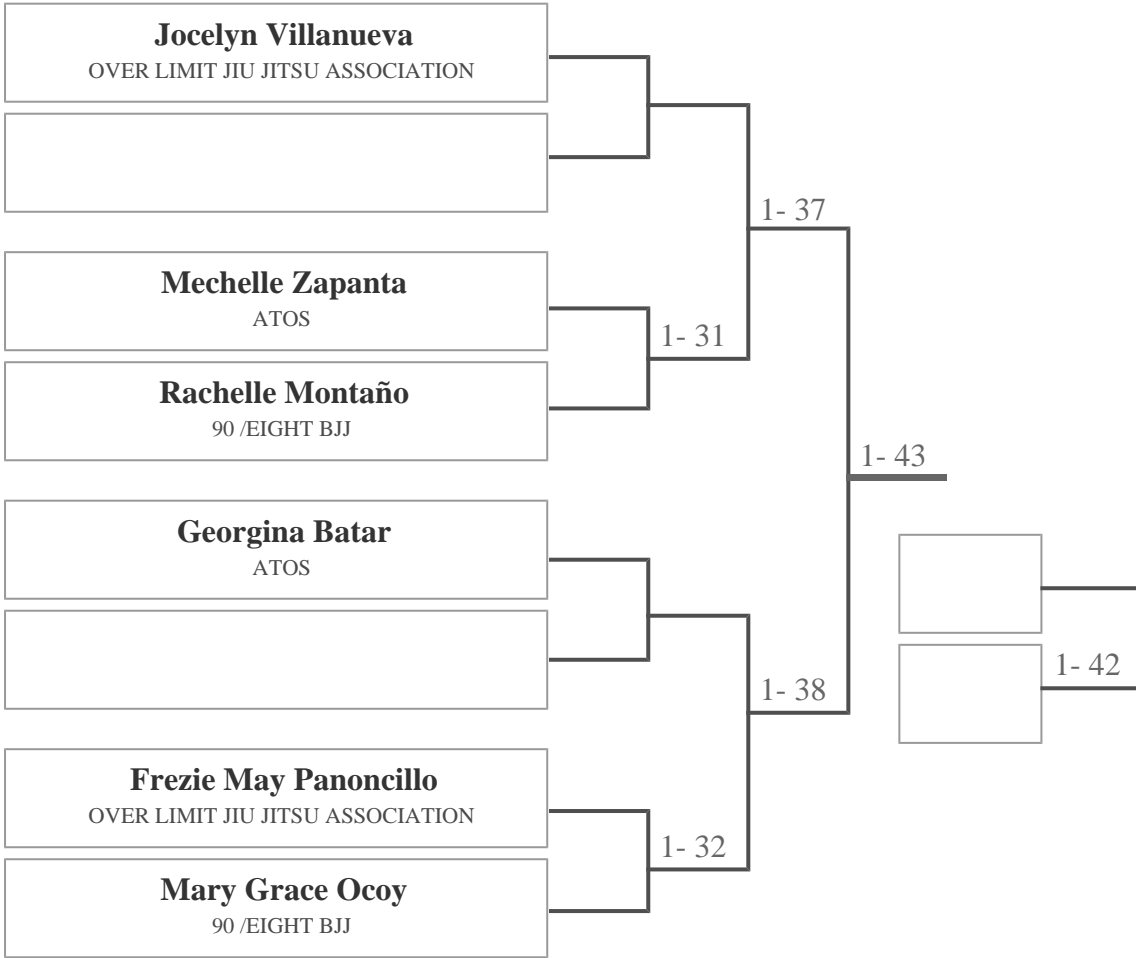 Jocelyn Villanueva
OVER LIMIT JIU JITSU ASSOCIATION
1- 37
Mechelle Zapanta
ATOS
1- 31
Rachelle Montaño
90 /EIGHT BJJ
1- 43
Georgina Batar
ATOS
1- 42
1- 38
Frezie May Panoncillo
OVER LIMIT JIU JITSU ASSOCIATION
1- 32
Mary Grace Ocoy
90 /EIGHT BJJ